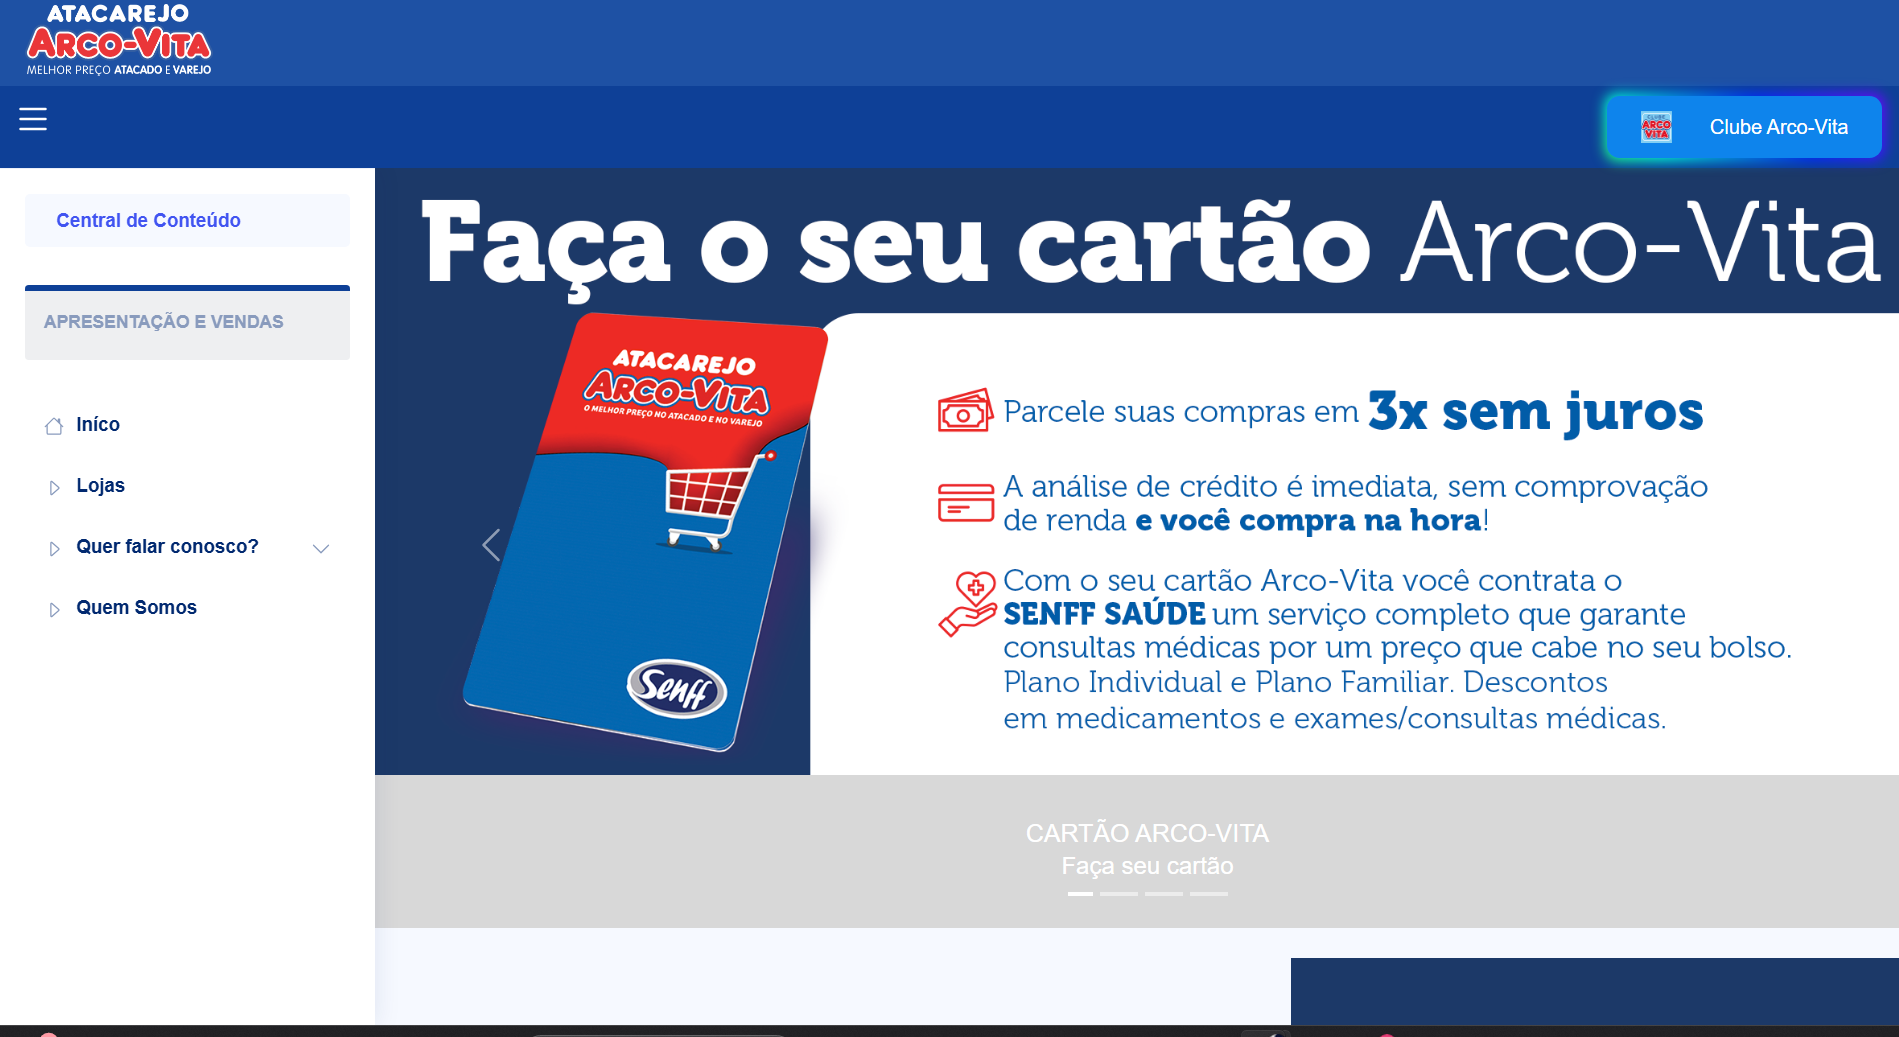 ATACAREJO
ARCO-VITA
MELHOR PREÇO ATACADO E VAREJO
CLUBE
ARCO
VITA
Clube Arco-Vita
Central de Conteúdo
APRESENTAÇÃO E VENDAS
Iníco
Lojas
Quer falar conosco?
Quem Somos
Faça o seu cartão Arco-Vita
ATACAREJO
ARCO-VITA
O MELHOR PREÇO NO ATACADO E NO VAREJO
Senff
Parcele suas compras em 3x sem juros
A análise de crédito é imediata, sem comprovação
de renda e você compra na hora!
Com o seu cartão Arco-Vita você contrata o
SENFF SAÚDE um serviço completo que garante
consultas médicas por um preço que cabe no seu bolso.
Plano Individual e Plano Familiar. Descontos
em medicamentos e exames/consultas médicas.
CARTÃO ARCO-VITA
Faça seu cartão